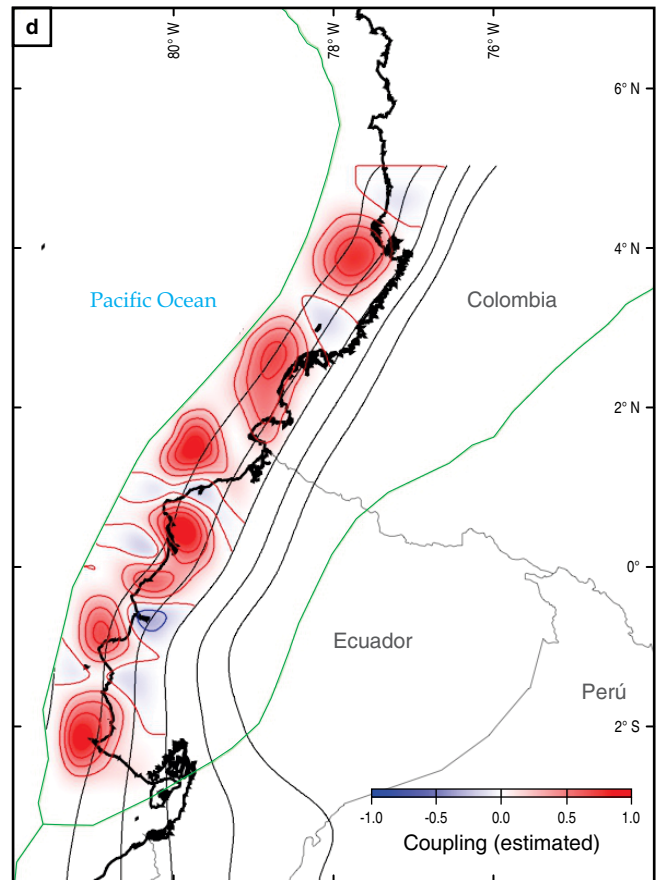 d
80° W
78° W
76° W
6° N
4° N
Pacific Ocean
Colombia
2° N
0°
Ecuador
Perú
2° S
-1.0 -0.5 0.0 0.5 1.0
Coupling (estimated)